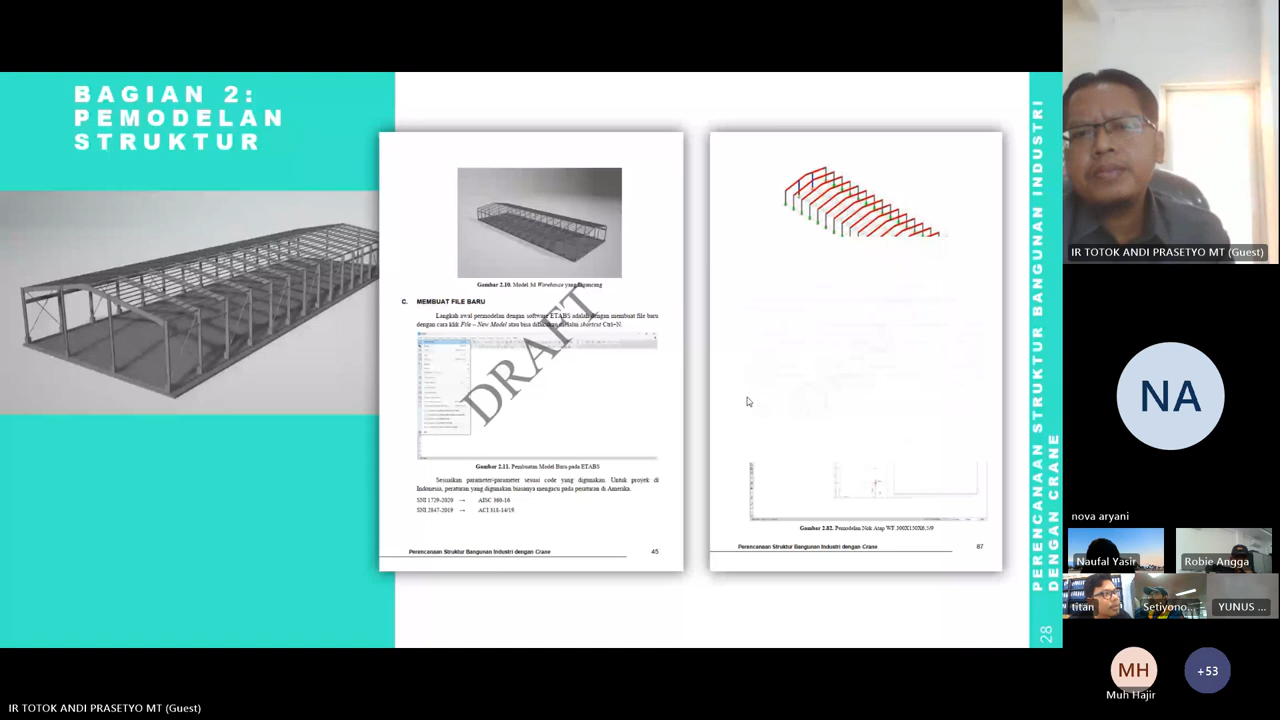 BAGIAN 2:
PEMODELAN
STRUKTUR
Gambar 2.10. Model 3d Warehouse yang Dirancang
C. MEMBUAT FILE BARU
Langkah awal permodelan dengan software ETABS adalah dengan membuat file baru
dengan cara klik File – New Model atau bisa dilakukan melalui shortcut Ctrl+N.
DRAFT
Gambar 2.11. Pembuatan Model Baru pada ETABS
Sesuaikan parameter-parameter sesuai code yang digunakan. Untuk proyek di
Indonesia, peraturan yang digunakan biasanya mengacu pada peraturan di Amerika.
SNI 1729-2020 → AISC 360-16
SNI 2847-2019 → ACI 318-14/19
Perencanaan Struktur Bangunan Industri dengan Crane 45
Gambar 2.82. Pemodelan Nok Atap WF 300X150X6,5/9
Perencanaan Struktur Bangunan Industri dengan Crane 87
PERENCANAAN STRUKTUR BANGUNAN INDUSTRI
DENGAN CRANE
28
IR TOTOK ANDI PRASETYO MT (Guest)
NA
nova aryani
Naufal Yasir
Robie Angga
titan
Setiyono...
YUNUS ...
MH
+53
Muh Hajir
IR TOTOK ANDI PRASETYO MT (Guest)